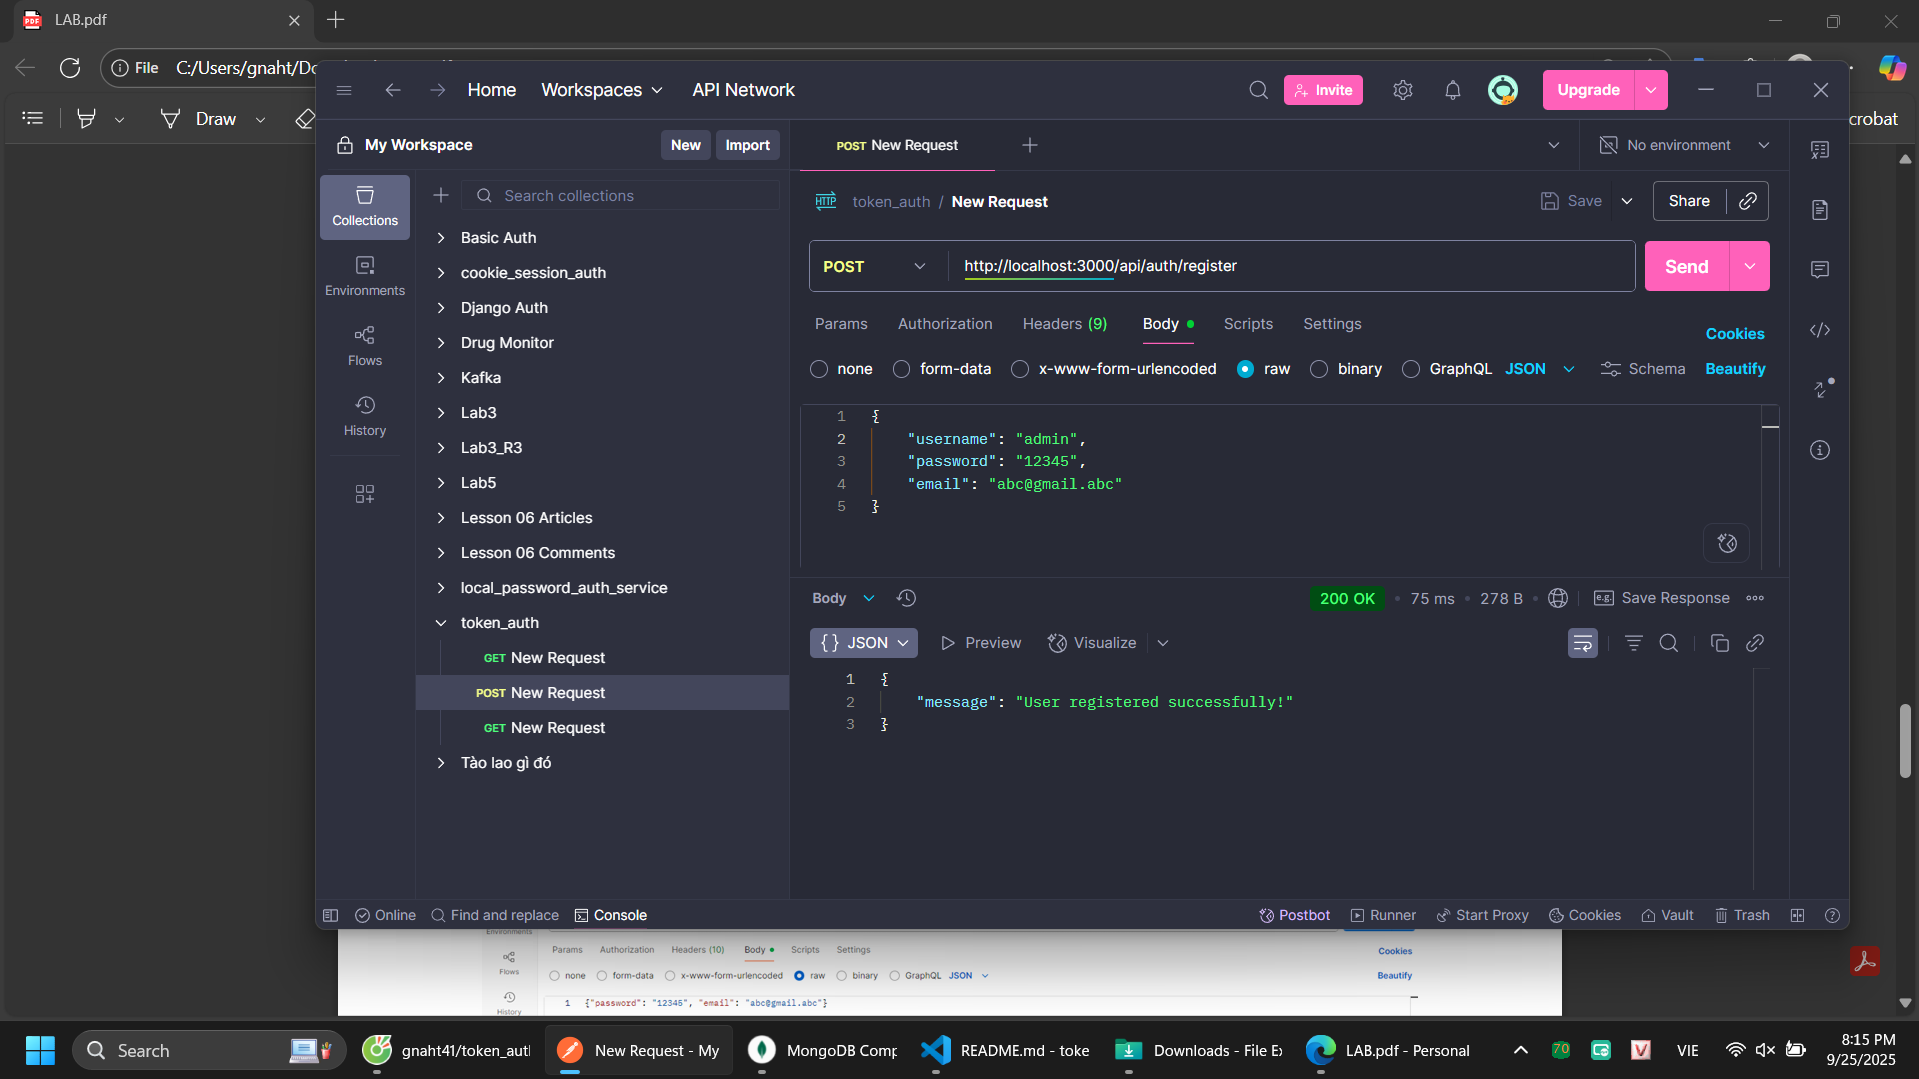 LAB.pdf
File C:/Users/gnaht/Do
Draw
crobat
Home Workspaces API Network
Invite
Upgrade
My Workspace
New Import
POST New Request
No environment
Collections
Search collections
HTTP token_auth / New Request
Save
Share
Basic Auth
cookie_session_auth
Django Auth
Drug Monitor
Kafka
Lab3
Lab3_R3
Lab5
Lesson 06 Articles
Lesson 06 Comments
local_password_auth_service
token_auth
GET New Request
POST New Request
GET New Request
Tào lao gì đó
Environments
Flows
History
POST http://localhost:3000/api/auth/register
Send
Params Authorization Headers (9) Body Scripts Settings
Cookies
none form-data x-www-form-urlencoded raw binary GraphQL JSON Schema Beautify
1 {
2 "username": "admin",
3 "password": "12345",
4 "email": "abc@gmail.abc"
5 }
Body 200 OK 75 ms 278 B e.g. Save Response
{} JSON Preview Visualize
1 {
2 "message": "User registered successfully!"
3 }
Online Find and replace Console
Postbot Runner Start Proxy Cookies Vault Trash
Environments
Params Authorization Headers (10) Body Scripts Settings
Cookies
Flows
none form-data x-www-form-urlencoded raw binary GraphQL JSON
Beautify
1 {"password": "12345", "email": "abc@gmail.abc"}
History
Search
gnaht41/token_aut
New Request - My
MongoDB Comp
README.md - toke
Downloads - File Ex
LAB.pdf - Personal
70
VIE
8:15 PM
9/25/2025